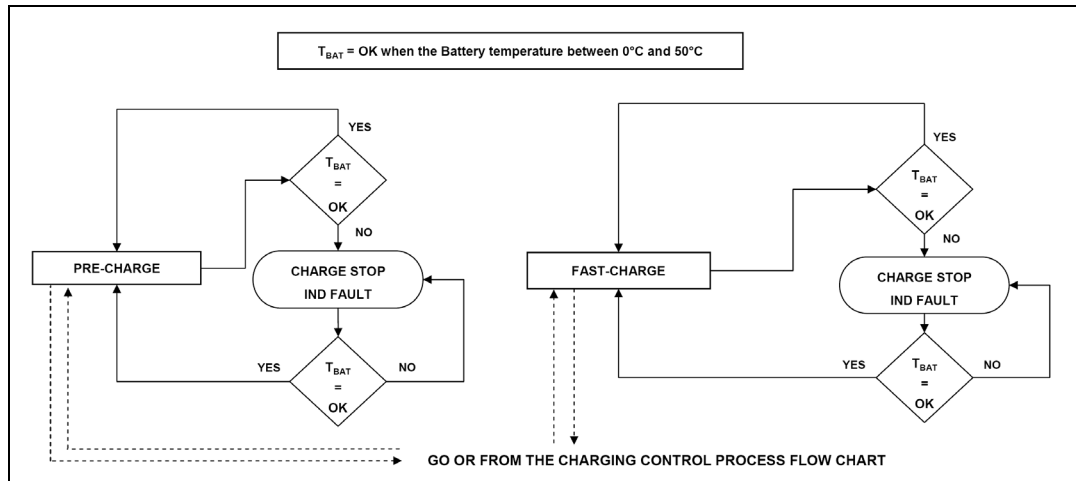 TBAT = OK when the Battery temperature between 0°C and 50°C
YES
TBAT
=
OK
NO
PRE-CHARGE
CHARGE STOP
IND FAULT
YES
TBAT
=
OK
NO
YES
TBAT
=
OK
NO
FAST-CHARGE
CHARGE STOP
IND FAULT
YES
TBAT
=
OK
NO
GO OR FROM THE CHARGING CONTROL PROCESS FLOW CHART